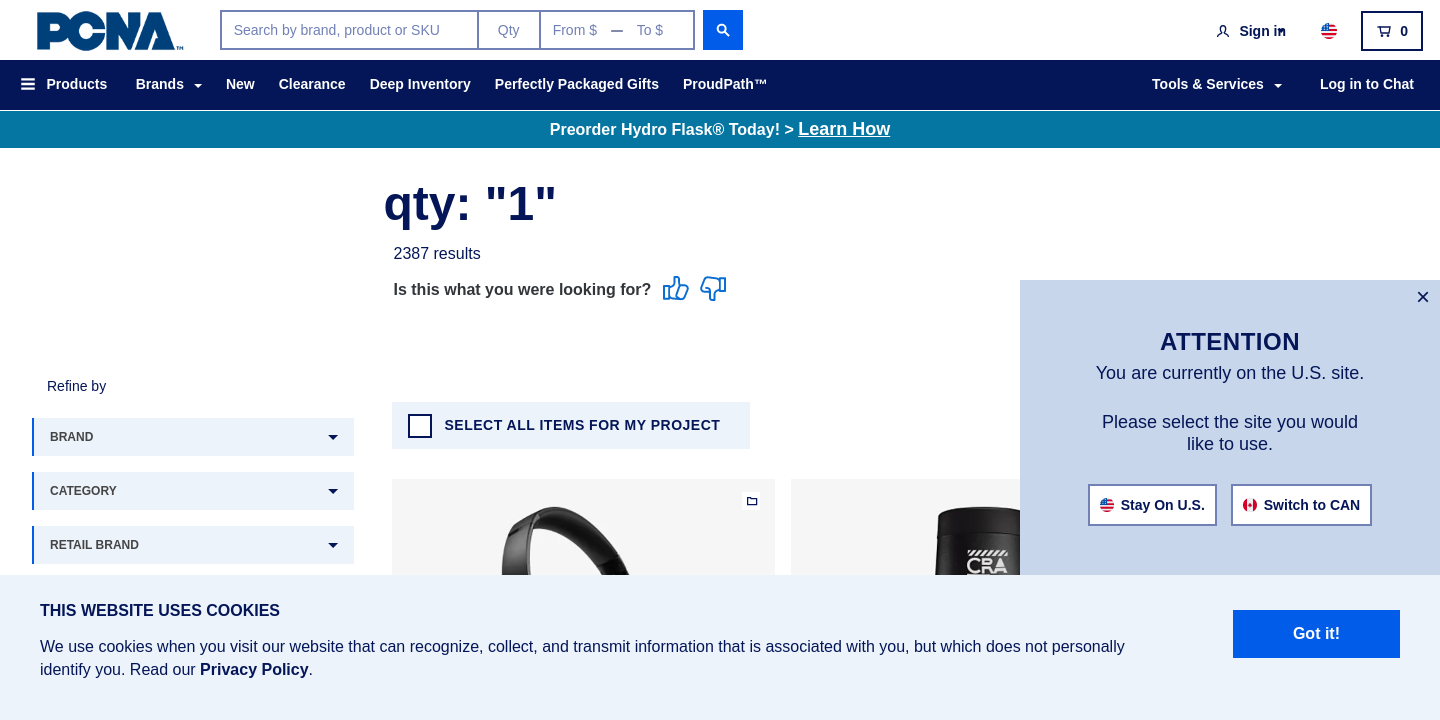 PCNA™
Search by brand, product or SKU
Qty
From $ — To $
Sign in
0
Products
Brands
New
Clearance
Deep Inventory
Perfectly Packaged Gifts
ProudPath™
Tools & Services
Log in to Chat
Preorder Hydro Flask® Today! > Learn How
qty: "1"
2387 results
Is this what you were looking for?
Refine by
BRAND
CATEGORY
RETAIL BRAND
SELECT ALL ITEMS FOR MY PROJECT
ATTENTION
You are currently on the U.S. site.
Please select the site you would
like to use.
Stay On U.S.
Switch to CAN
THIS WEBSITE USES COOKIES
We use cookies when you visit our website that can recognize, collect, and transmit information that is associated with you, but which does not personally
identify you. Read our Privacy Policy.
Got it!